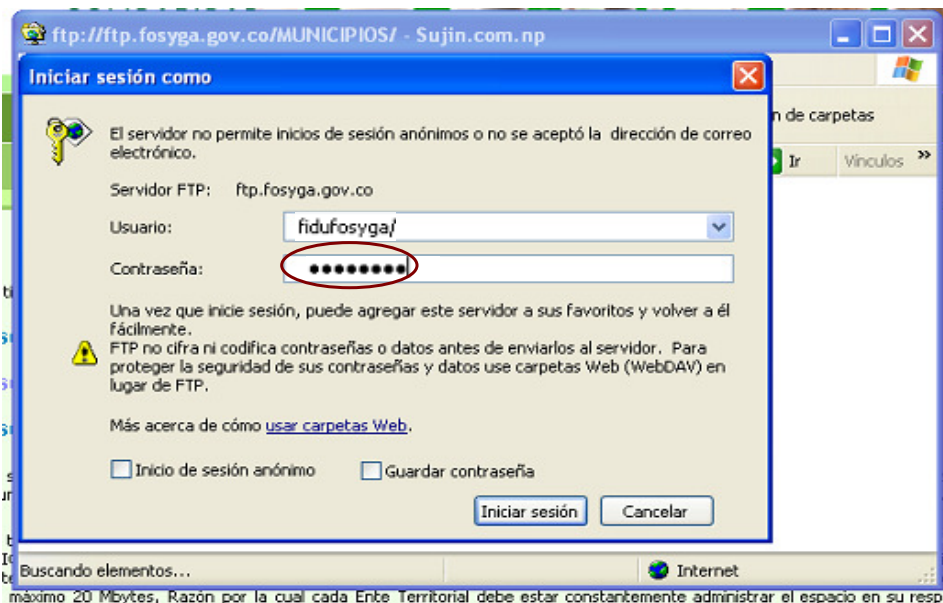 ftp://ftp.fosyga.gov.co/MUNICIPIOS/ - Sujin.com.np
Iniciar sesión como
n de carpetas
Ir Vínculos »
El servidor no permite inicios de sesión anónimos o no se aceptó la dirección de correo
electrónico.
Servidor FTP: ftp.fosyga.gov.co
Usuario: fidufosyga/
Contraseña: ●●●●●●●●
Una vez que inicie sesión, puede agregar este servidor a sus favoritos y volver a él
fácilmente.
FTP no cifra ni codifica contraseñas o datos antes de enviarlos al servidor. Para
proteger la seguridad de sus contraseñas y datos use carpetas Web (WebDAV) en
lugar de FTP.
Más acerca de cómo usar carpetas Web.
Inicio de sesión anónimo Guardar contraseña
Iniciar sesión Cancelar
Buscando elementos... Internet
máximo 20 Mbytes, Razón por la cual cada Ente Territorial debe estar constantemente administrar el espacio en su resp